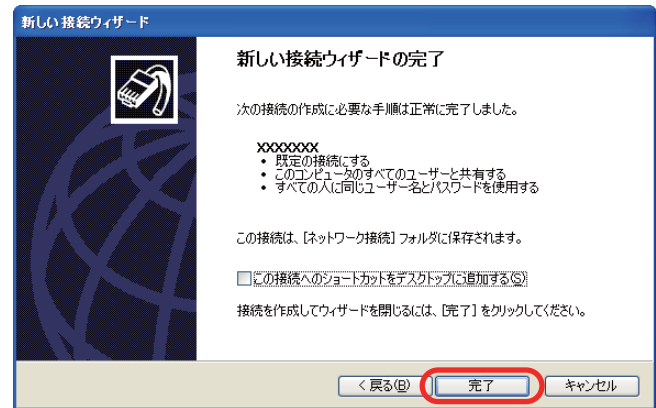 新しい接続ウィザード
新しい接続ウィザードの完了
次の接続の作成に必要な手順は正常に完了しました。
XXXXXXX
• 既定の接続にする
• このコンピュータのすべてのユーザーと共有する
• すべての人に同じユーザー名とパスワードを使用する
この接続は、[ネットワーク接続] フォルダに保存されます。
この接続へのショートカットをデスクトップに追加する(S)
接続を作成してウィザードを閉じるには、[完了] をクリックしてください。
< 戻る(B) 完了 キャンセル